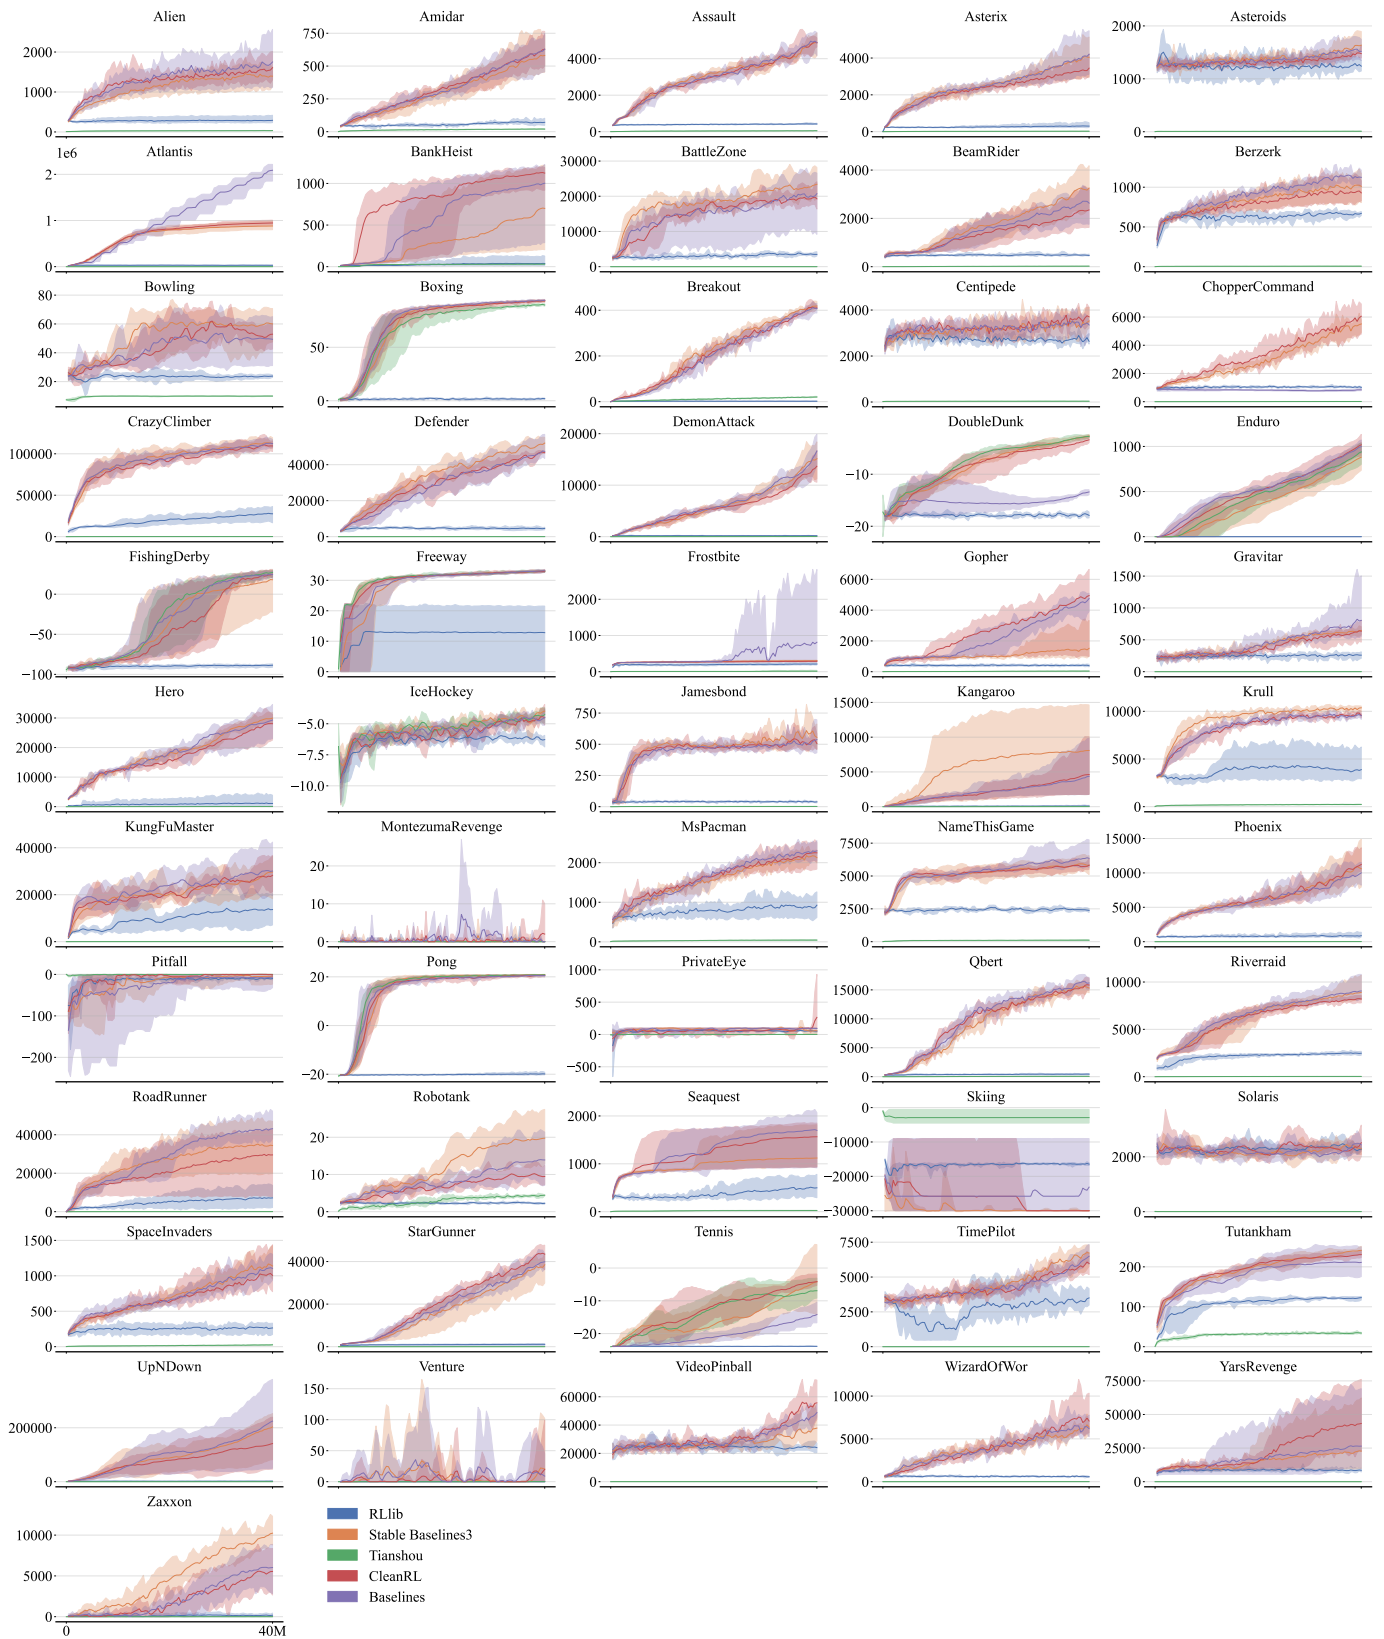 Alien Amidar Assault Asterix Asteroids
2000 1000 0
750 500 250 0
4000 2000 0
4000 2000 0
2000 1000 0
1e6 Atlantis BankHeist BattleZone BeamRider Berzerk
2 1 0
1000 500 0
30000 20000 10000 0
4000 2000 0
1000 500 0
Bowling Boxing Breakout Centipede ChopperCommand
80 60 40 20
50 0
400 200 0
4000 2000 0
6000 4000 2000 0
CrazyClimber Defender DemonAttack DoubleDunk Enduro
100000 50000 0
40000 20000 0
20000 10000 0
−10 −20
1000 500 0
FishingDerby Freeway Frostbite Gopher Gravitar
0 −50 −100
30 20 10 0
2000 1000 0
6000 4000 2000 0
1500 1000 500 0
Hero IceHockey Jamesbond Kangaroo Krull
30000 20000 10000 0
−5.0 −7.5 −10.0
750 500 250 0
15000 10000 5000 0
10000 5000 0
KungFuMaster MontezumaRevenge MsPacman NameThisGame Phoenix
40000 20000 0
20 10 0
2000 1000 0
7500 5000 2500 0
15000 10000 5000 0
Pitfall Pong PrivateEye Qbert Riverraid
0 −100 −200
20 0 −20
1000 500 0 −500
15000 10000 5000 0
10000 5000 0
RoadRunner Robotank Seaquest Skiing Solaris
40000 20000 0
20 10 0
2000 1000 0
0 −10000 −20000 −30000
2000 0
SpaceInvaders StarGunner Tennis TimePilot Tutankham
1500 1000 500 0
40000 20000 0
0 −10 −20
7500 5000 2500 0
200 100 0
UpNDown Venture VideoPinball WizardOfWor YarsRevenge
200000 0
150 100 50 0
60000 40000 20000 0
10000 5000 0
75000 50000 25000 0
Zaxxon
10000 5000 0
0 40M
RLlib
Stable Baselines3
Tianshou
CleanRL
Baselines